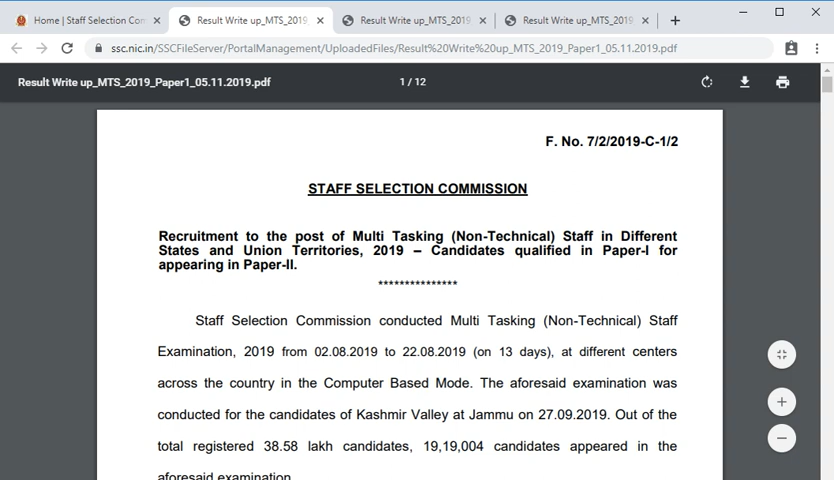 Home | Staff Selection Com
Result Write up_MTS_2019
Result Write up_MTS_2019
Result Write up_MTS_2019
ssc.nic.in/SSCFileServer/PortalManagement/UploadedFiles/Result%20Write%20up_MTS_2019_Paper1_05.11.2019.pdf
Result Write up_MTS_2019_Paper1_05.11.2019.pdf
1 / 12
F. No. 7/2/2019-C-1/2
STAFF SELECTION COMMISSION
Recruitment to the post of Multi Tasking (Non-Technical) Staff in Different
States and Union Territories, 2019 – Candidates qualified in Paper-I for
appearing in Paper-II.
***************
Staff Selection Commission conducted Multi Tasking (Non-Technical) Staff
Examination, 2019 from 02.08.2019 to 22.08.2019 (on 13 days), at different centers
across the country in the Computer Based Mode. The aforesaid examination was
conducted for the candidates of Kashmir Valley at Jammu on 27.09.2019. Out of the
total registered 38.58 lakh candidates, 19,19,004 candidates appeared in the
aforesaid examination.